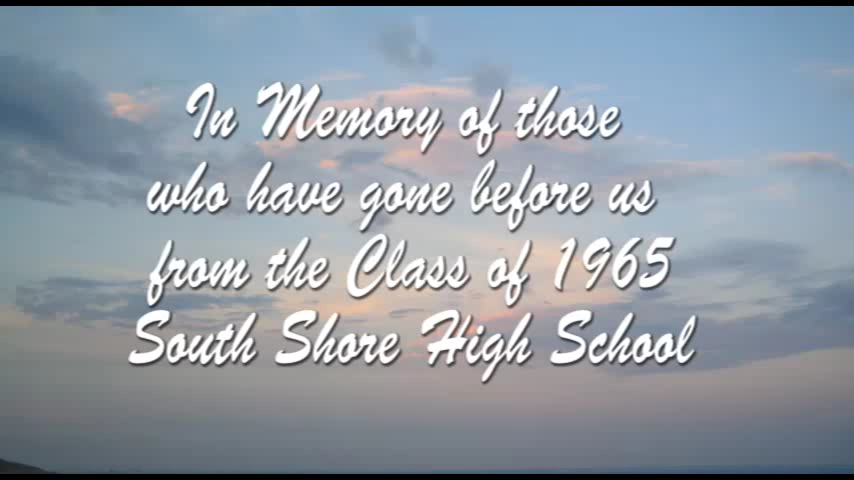 In Memory of those
who have gone before us
from the Class of 1965
South Shore High School